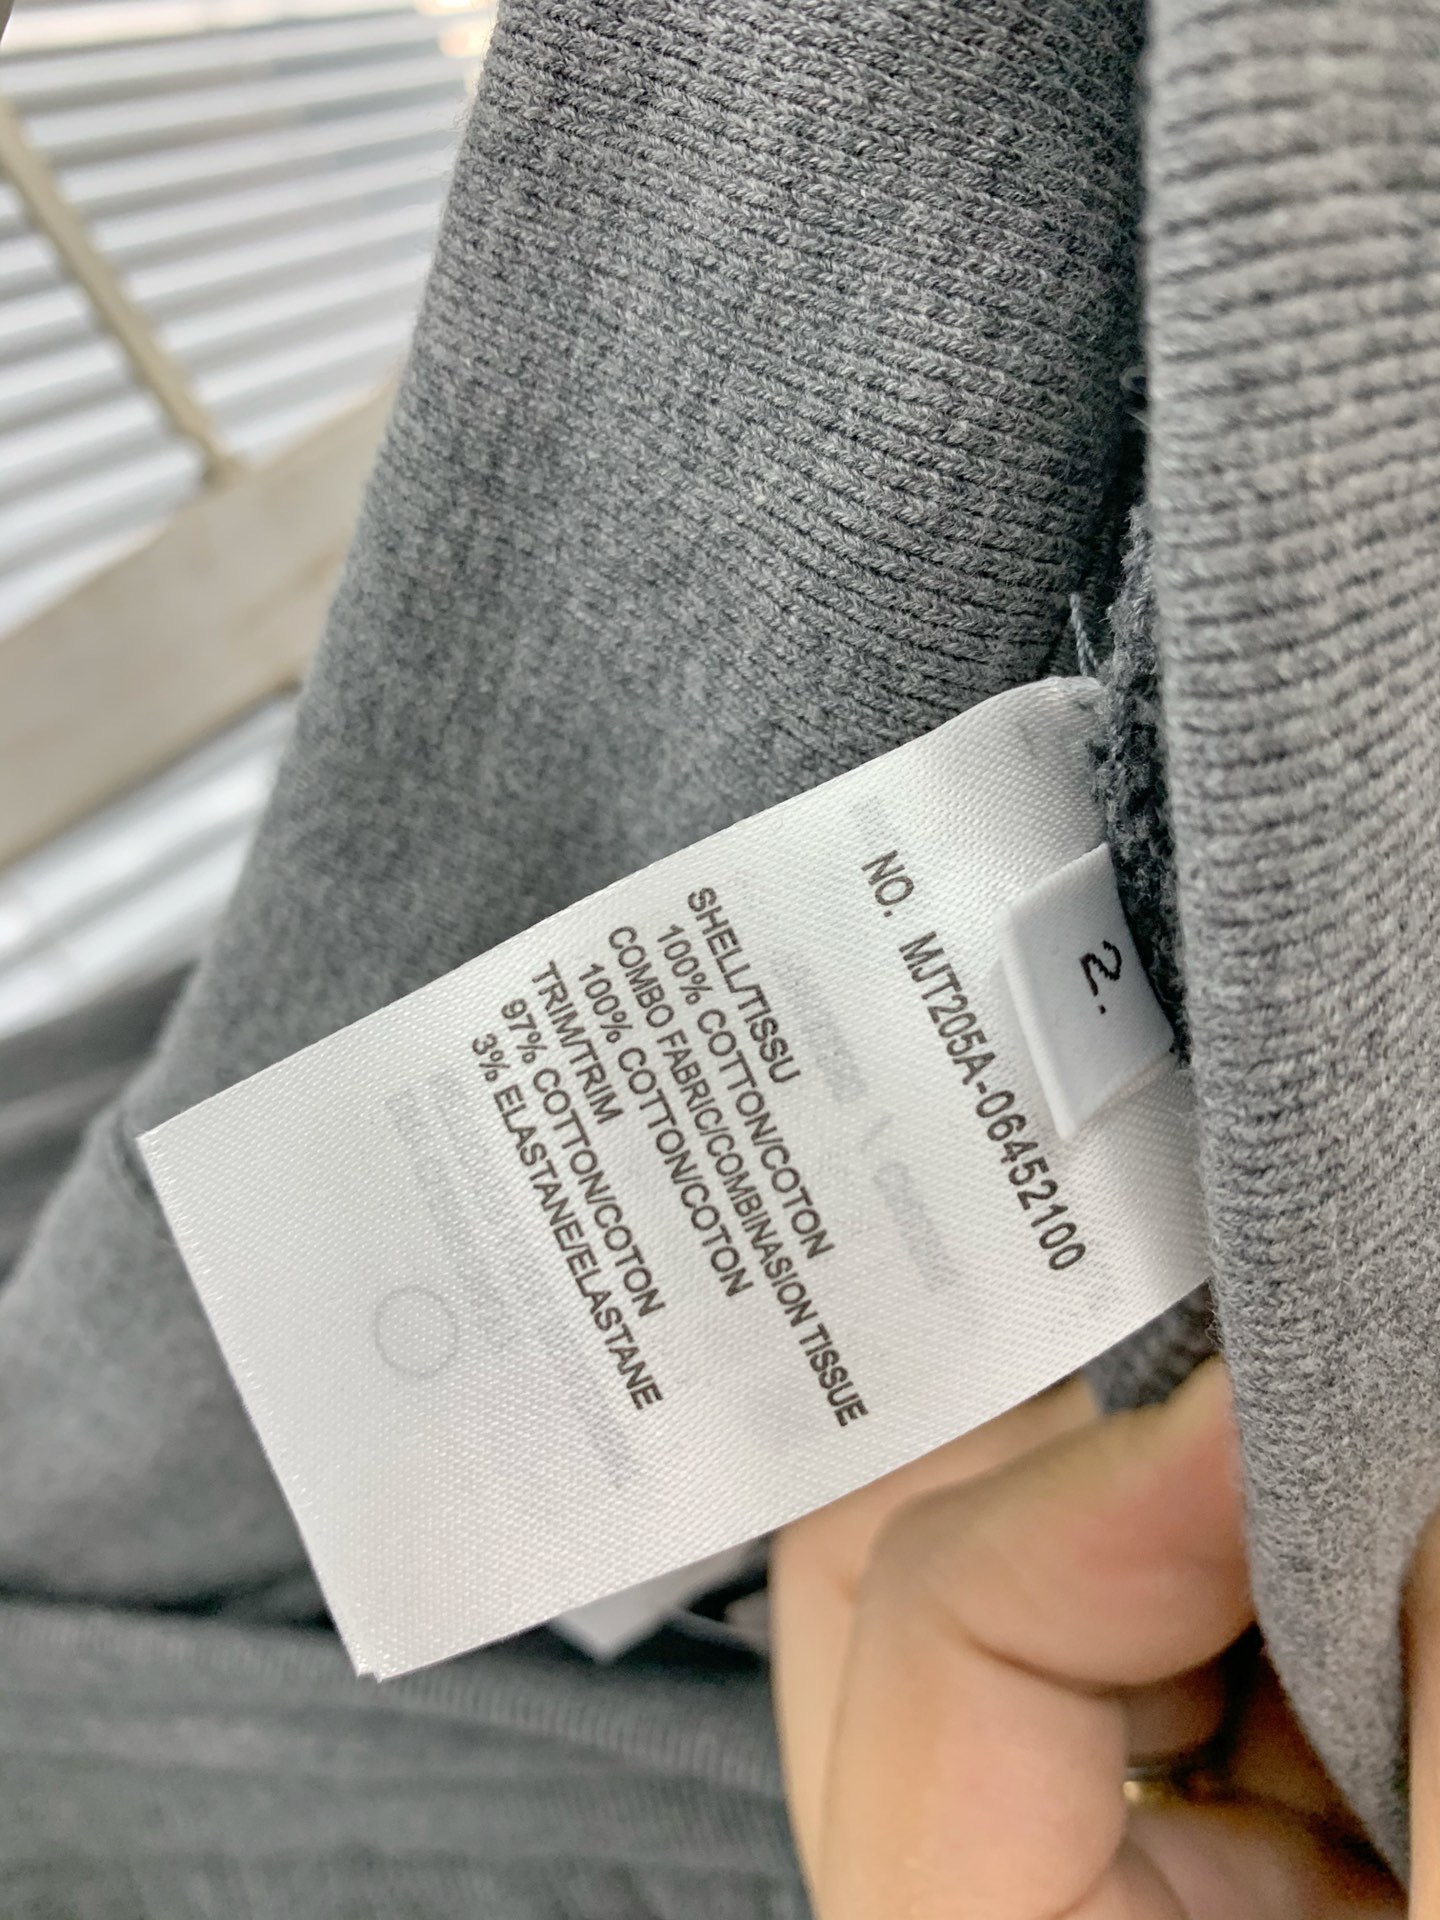 2.
NO. MJT205A-06452100
SHELL/TISSU
100% COTTON/COTON
COMBO FABRIC/COMBINASION TISSUE
100% COTTON/COTON
TRIM/TRIM
97% COTTON/COTON
3% ELASTANE/ELASTANE